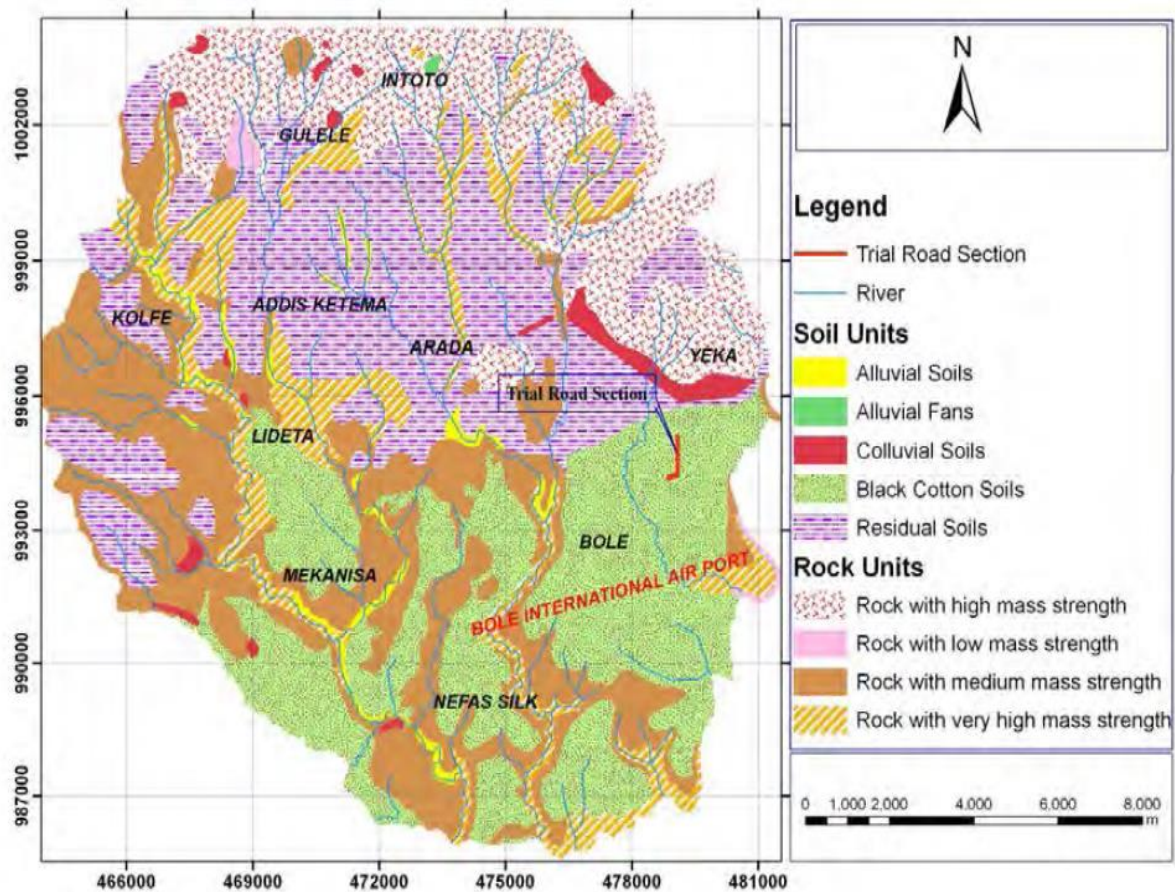 N
INTOTO
GULELE
ADDIS KETEMA
KOLFE
ARADA
YEKA
Trial Road Section
LIDETA
BOLE
MEKANISA
BOLE INTERNATIONAL AIR PORT
NEFAS SILK
1002000
999000
996000
993000
990000
987000
466000 469000 472000 475000 478000 481000
Legend
Trial Road Section
River
Soil Units
Alluvial Soils
Alluvial Fans
Colluvial Soils
Black Cotton Soils
Residual Soils
Rock Units
Rock with high mass strength
Rock with low mass strength
Rock with medium mass strength
Rock with very high mass strength
0 1,000 2,000 4,000 6,000 8,000
m